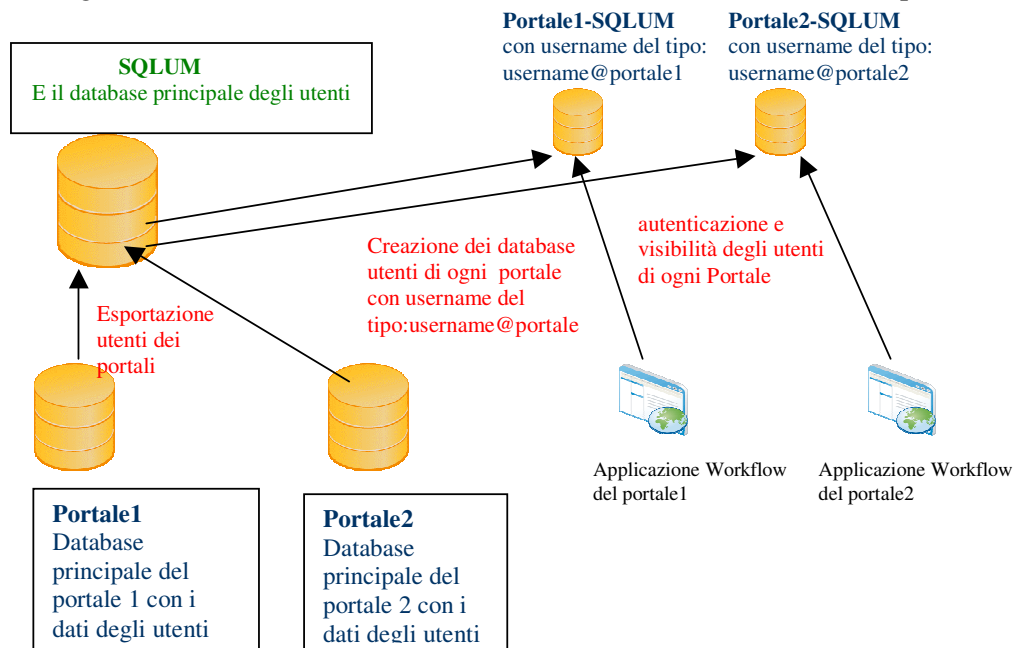 Portale1-SQLUM
con username del tipo:
username@portale1
Portale2-SQLUM
con username del tipo:
username@portale2
SQLUM
E il database principale degli utenti
Creazione dei database
utenti di ogni portale
con username del
tipo:username@portale
autenticazione e
visibilità degli utenti
di ogni Portale
Esportazione
utenti dei
portali
Applicazione Workflow
del portale1
Applicazione Workflow
del portale2
Portale1
Database
principale del
portale 1 con i
dati degli utenti
Portale2
Database
principale del
portale 2 con i
dati degli utenti